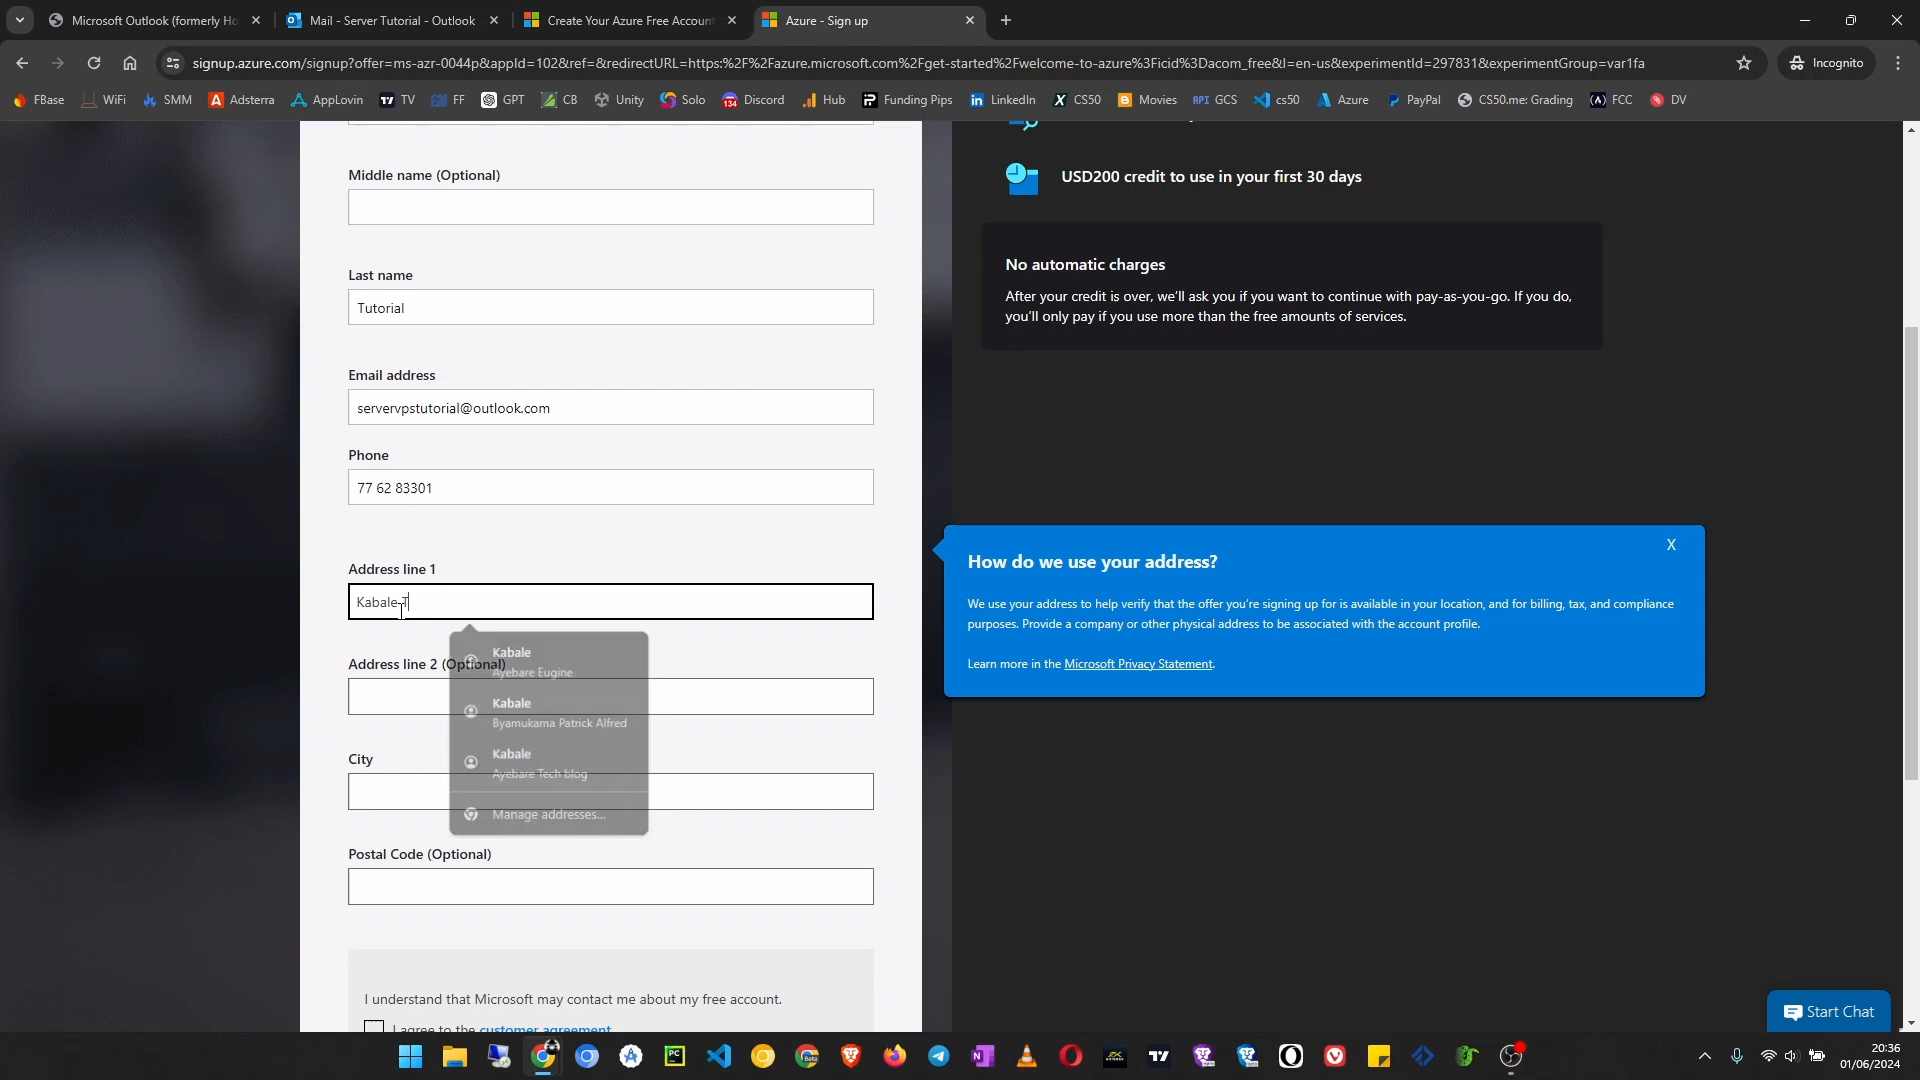 Microsoft Outlook (formerly Ho
Mail - Server Tutorial - Outlook
Create Your Azure Free Account
Azure - Sign up
signup.azure.com/signup?offer=ms-azr-0044p&appId=102&ref=&redirectURL=https:%2F%2Fazure.microsoft.com%2Fget-started%2Fwelcome-to-azure%3Ficid%3Dacom_free&l=en-us&experimentId=297831&experimentGroup=var1fa
Incognito
FBase
WiFi
SMM
Adsterra
AppLovin
TV
FF
GPT
CB
Unity
Solo
Discord
Hub
Funding Pips
LinkedIn
CS50
Movies
GCS
cs50
Azure
PayPal
CS50.me: Grading
FCC
DV
Middle name (Optional)
Last name
Tutorial
Email address
servervpstutorial@outlook.com
Phone
77 62 83301
Address line 1
Kabale-T
Address line 2 (Optional)
Kabale
Ayebare Eugine
Kabale
Byamukama Patrick Alfred
Kabale
Ayebare Tech blog
Manage addresses...
City
Postal Code (Optional)
I understand that Microsoft may contact me about my free account.
I agree to the customer agreement
USD200 credit to use in your first 30 days
No automatic charges
After your credit is over, we'll ask you if you want to continue with pay-as-you-go. If you do,
you'll only pay if you use more than the free amounts of services.
How do we use your address?
X
We use your address to help verify that the offer you're signing up for is available in your location, and for billing, tax, and compliance
purposes. Provide a company or other physical address to be associated with the account profile.
Learn more in the Microsoft Privacy Statement.
Start Chat
20:36
01/06/2024